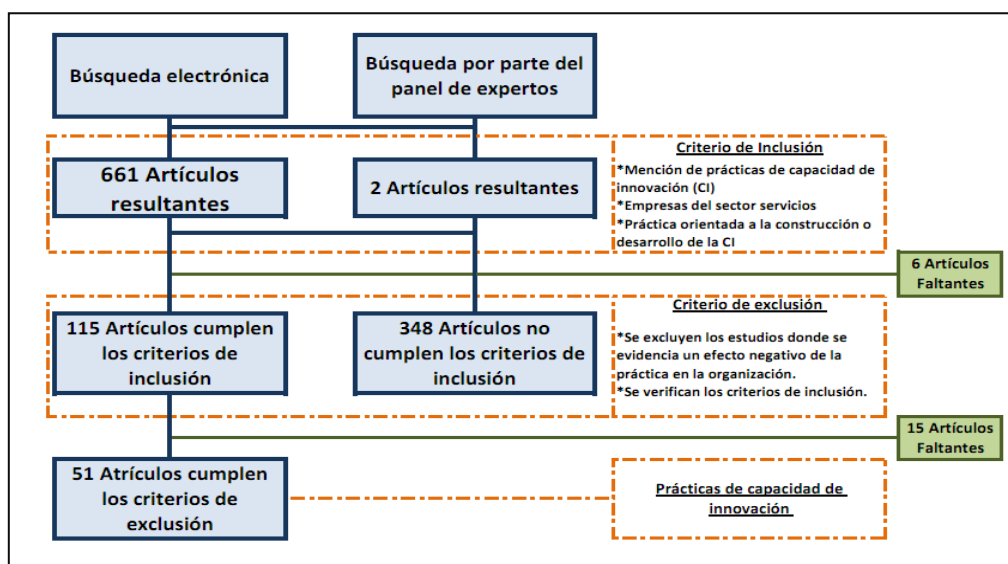 Búsqueda electrónica
Búsqueda por parte del
panel de expertos
661 Artículos
resultantes
2 Artículos resultantes
Criterio de Inclusión
*Mención de prácticas de capacidad de
innovación (CI)
*Empresas del sector servicios
*Práctica orientada a la construcción o
desarrollo de la CI
6 Artículos
Faltantes
115 Artículos cumplen
los criterios de
inclusión
348 Artículos no
cumplen los criterios de
inclusión
Criterio de exclusión
*Se excluyen los estudios donde se
evidencia un efecto negativo de la
práctica en la organización.
*Se verifican los criterios de inclusión.
15 Artículos
Faltantes
51 Atrículos cumplen
los criterios de
exclusión
Prácticas de capacidad de
innovación